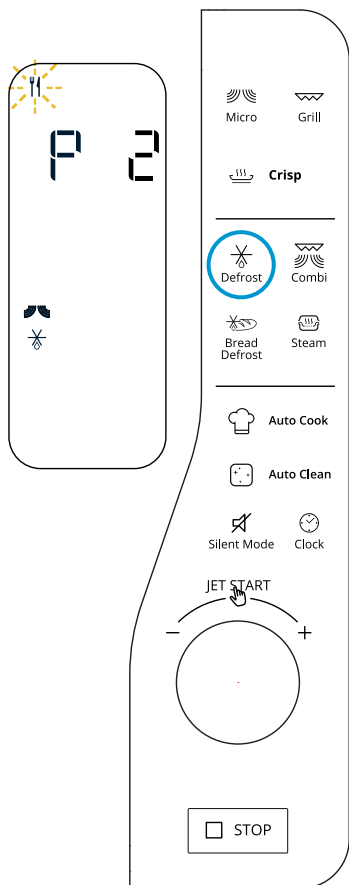 P 2
Micro Grill
Crisp
Defrost Combi
Bread Steam
Defrost
Auto Cook
Auto Clean
Silent Mode Clock
JET START
− +
STOP